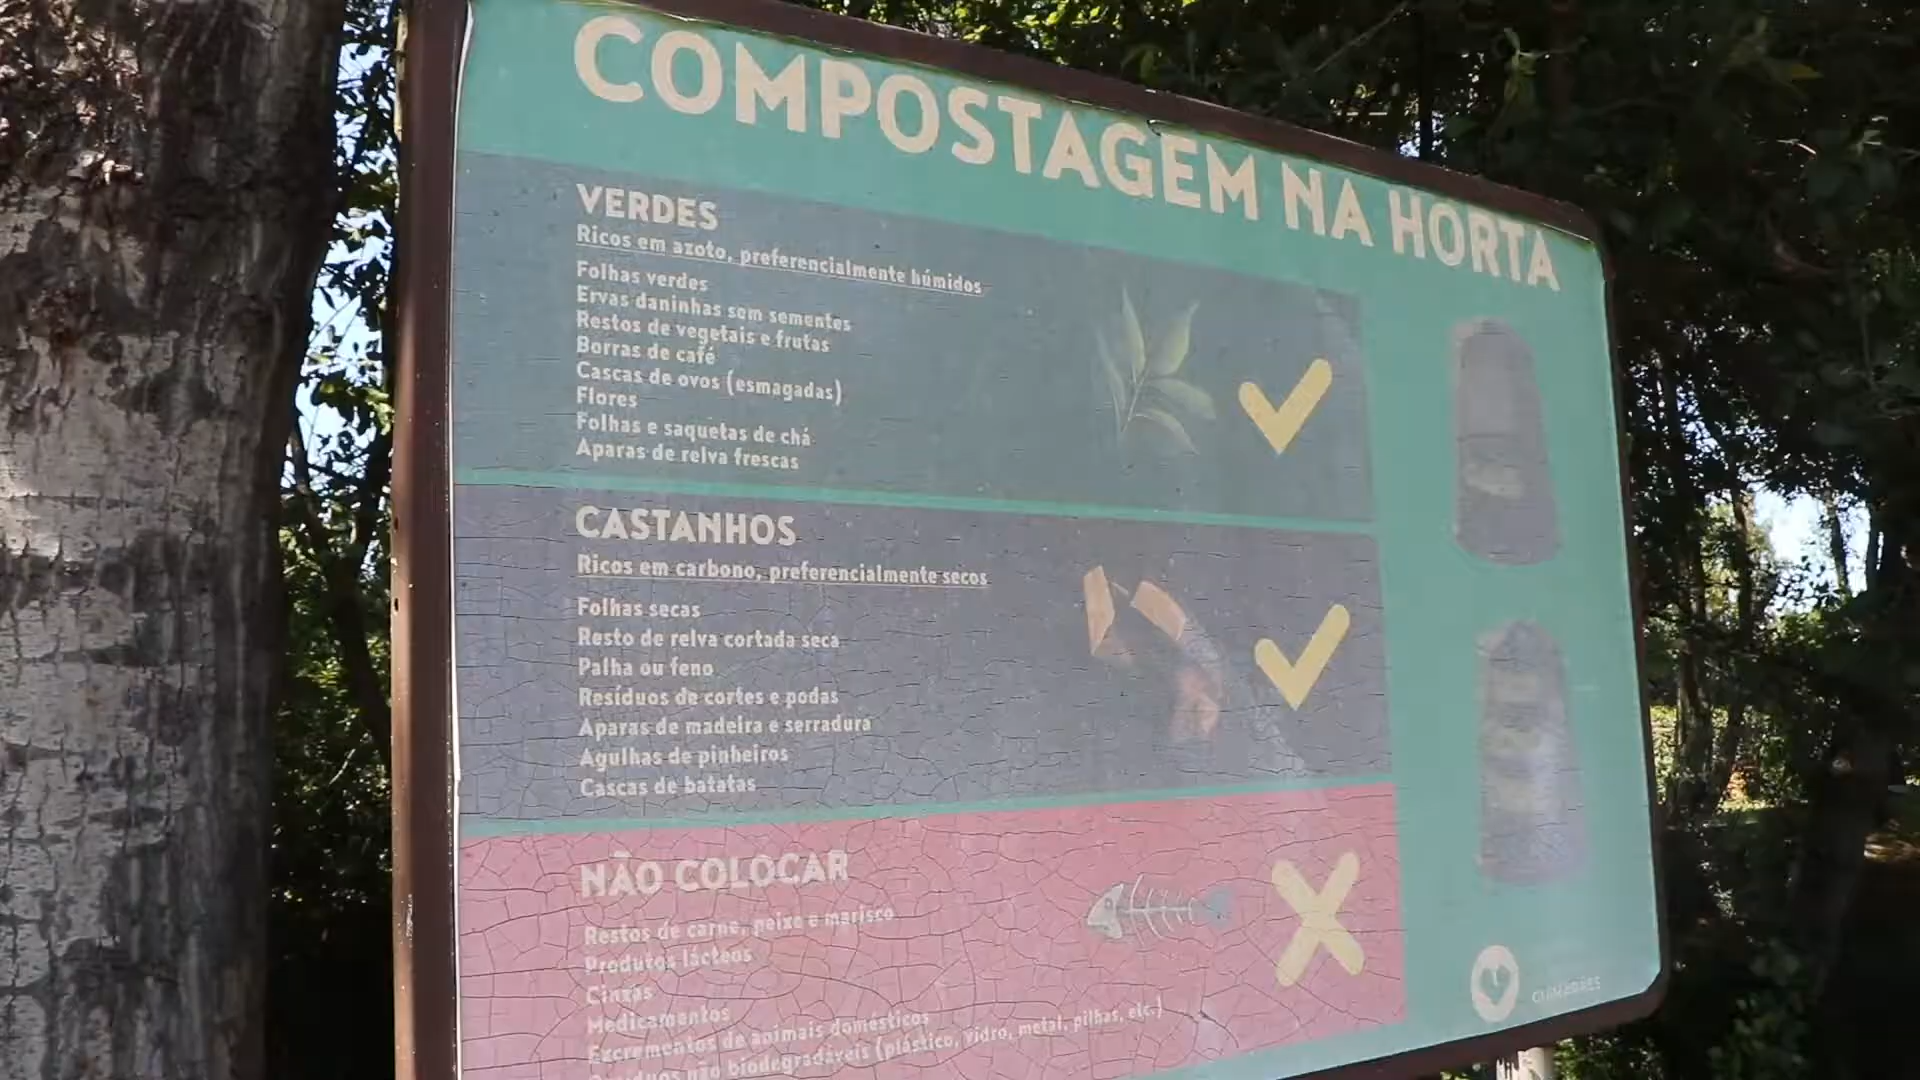 COMPOSTAGEM NA HORTA
VERDES
Ricos em azoto, preferencialmente húmidos
Folhas verdes
Ervas daninhas sem sementes
Restos de vegetais e frutas
Borras de café
Cascas de ovos (esmagadas)
Flores
Folhas e saquetas de chá
Aparas de relva frescas
CASTANHOS
Ricos em carbono, preferencialmente secos
Folhas secas
Resto de relva cortada seca
Palha ou feno
Resíduos de cortes e podas
Aparas de madeira e serradura
Agulhas de pinheiros
Cascas de batatas
NÃO COLOCAR
Restos de carne, peixe e marisco
Produtos lácteos
Cinzas
Medicamentos
Excrementos de animais domésticos
Resíduos não biodegradáveis (plástico, vidro, metal, pilhas, etc.)
GUIMARÃES